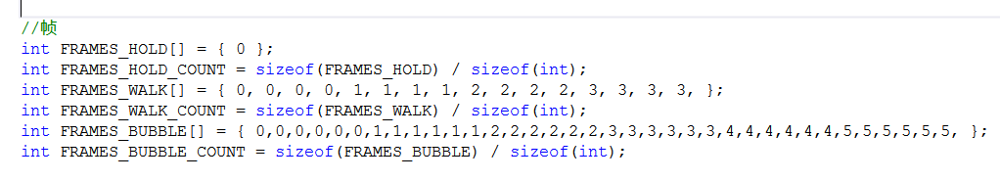 //帧
int FRAMES_HOLD[] = { 0 };
int FRAMES_HOLD_COUNT = sizeof(FRAMES_HOLD) / sizeof(int);
int FRAMES_WALK[] = { 0, 0, 0, 0, 1, 1, 1, 1, 2, 2, 2, 2, 3, 3, 3, 3, };
int FRAMES_WALK_COUNT = sizeof(FRAMES_WALK) / sizeof(int);
int FRAMES_BUBBLE[] = { 0,0,0,0,0,0,1,1,1,1,1,1,2,2,2,2,2,2,3,3,3,3,3,3,4,4,4,4,4,4,5,5,5,5,5,5, };
int FRAMES_BUBBLE_COUNT = sizeof(FRAMES_BUBBLE) / sizeof(int);